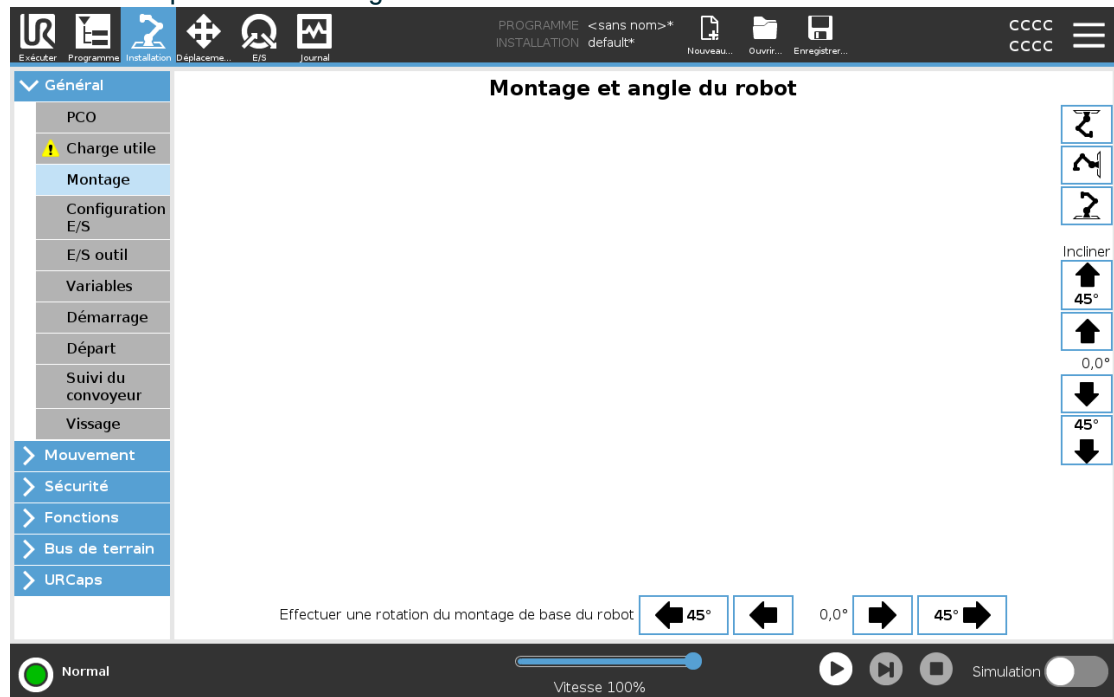 PROGRAMME <sans nom>*
INSTALLATION default*
Exécuter Programme Installation Déplaceme... E/S Journal
Nouveau... Ouvrir... Enregistrer...
cccc
cccc
Général
PCO
Charge utile
Montage
Configuration
E/S
E/S outil
Variables
Démarrage
Départ
Suivi du
convoyeur
Vissage
Mouvement
Sécurité
Fonctions
Bus de terrain
URCaps
Montage et angle du robot
Incliner
45°
0,0°
45°
Effectuer une rotation du montage de base du robot 45° 0,0° 45°
Normal
Vitesse 100%
Simulation